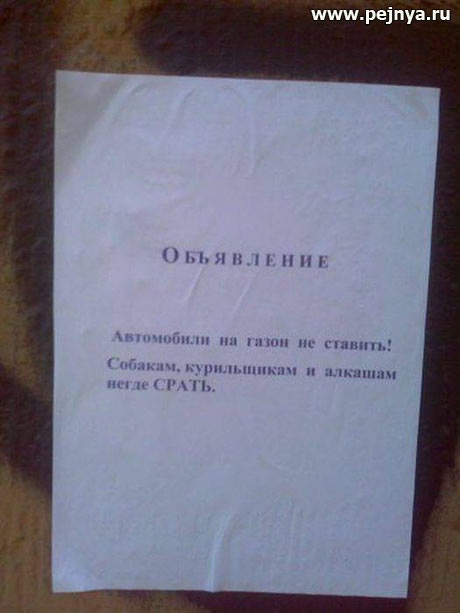 www.pejnya.ru
ОБЪЯВЛЕНИЕ
Автомобили на газон не ставить!
Собакам, курильщикам и алкашам
негде СРАТЬ.